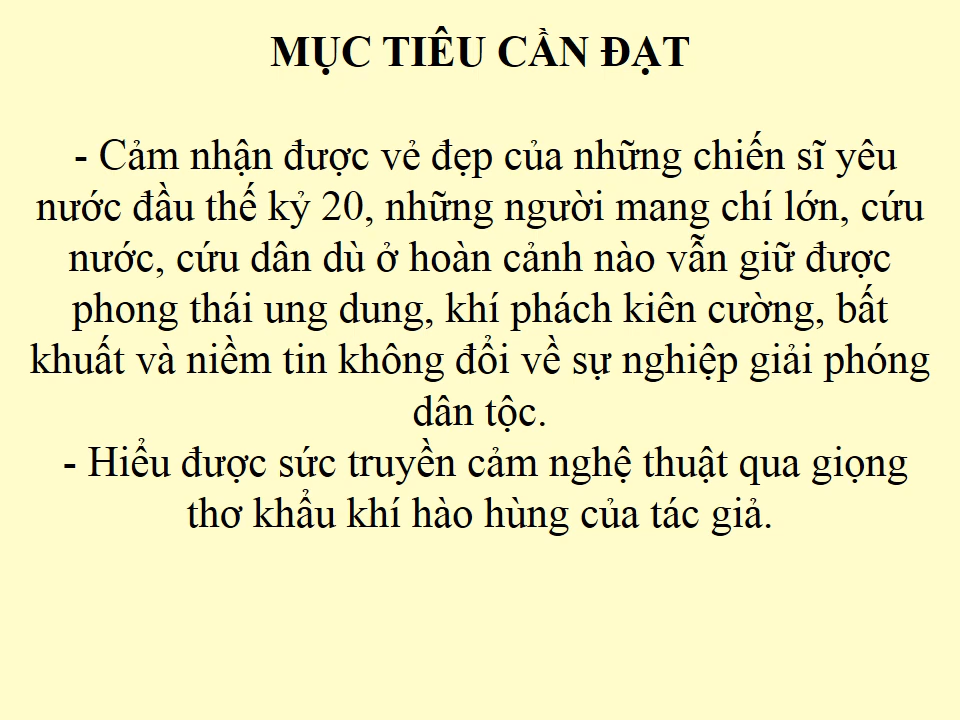 MỤC TIÊU CẦN ĐẠT
- Cảm nhận được vẻ đẹp của những chiến sĩ yêu
nước đầu thế kỷ 20, những người mang chí lớn, cứu
nước, cứu dân dù ở hoàn cảnh nào vẫn giữ được
phong thái ung dung, khí phách kiên cường, bất
khuất và niềm tin không đổi về sự nghiệp giải phóng
dân tộc.
- Hiểu được sức truyền cảm nghệ thuật qua giọng
thơ khẩu khí hào hùng của tác giả.